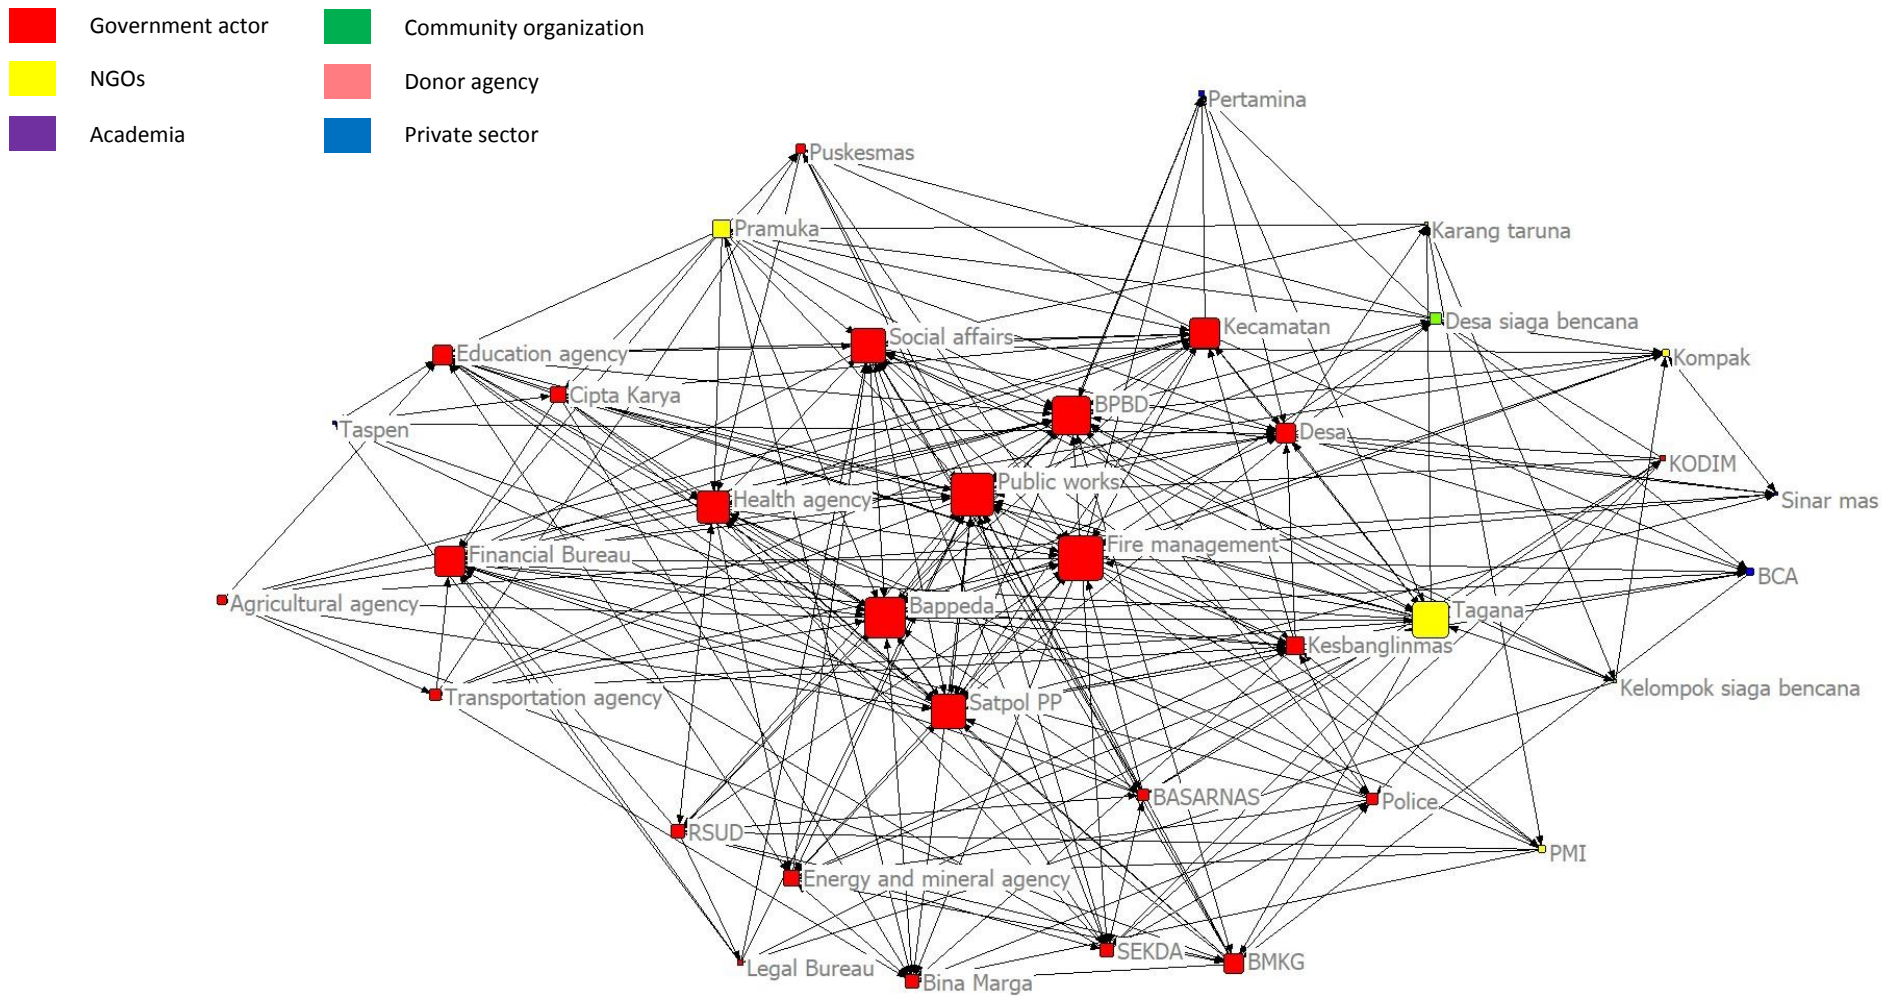 Government actor
Community organization
NGOs
Donor agency
Academia
Private sector
Pertamina
Puskesmas
Pramuka
Karang taruna
Desa siaga bencana
Kecamatan
Social affairs
Education agency
Kompak
Cipta Karya
BPBD
Taspen
Desa
KODIM
Public works
Health agency
Sinar mas
Fire management
Financial Bureau
BCA
Agricultural agency
Bappeda
Tagana
Kesbanglinmas
Kelompok siaga bencana
Transportation agency
Satpol PP
BASARNAS
Police
RSUD
PMI
Energy and mineral agency
SEKDA
BMKG
Legal Bureau
Bina Marga